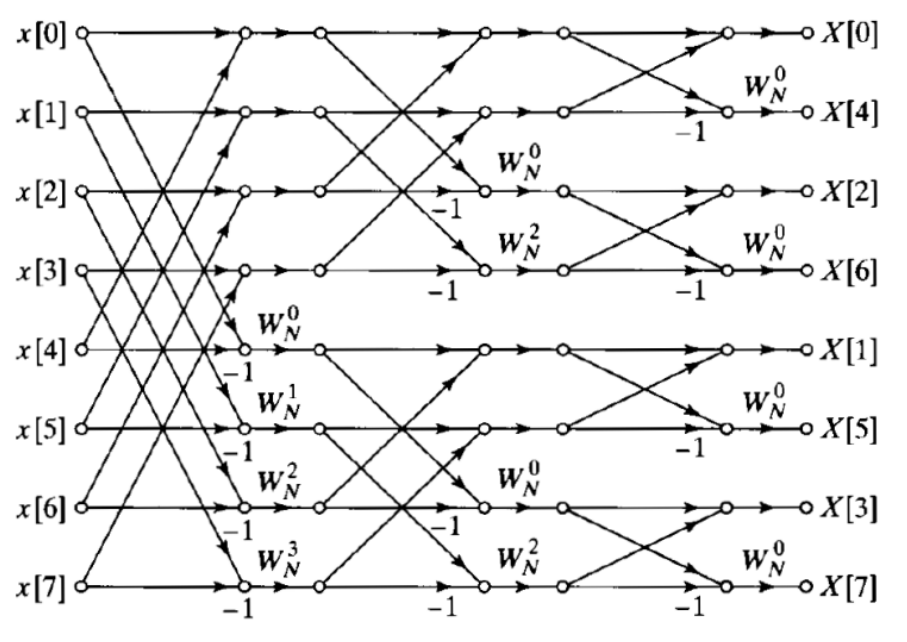 x[0] X[0]
W_N^0
x[1] X[4]
-1
W_N^0
x[2] X[2]
-1
W_N^2 W_N^0
x[3] X[6]
-1 -1
W_N^0
x[4] X[1]
-1
W_N^1 W_N^0
x[5] X[5]
-1 -1
W_N^2 W_N^0
x[6] X[3]
-1 -1
W_N^3 W_N^2 W_N^0
x[7] X[7]
-1 -1 -1